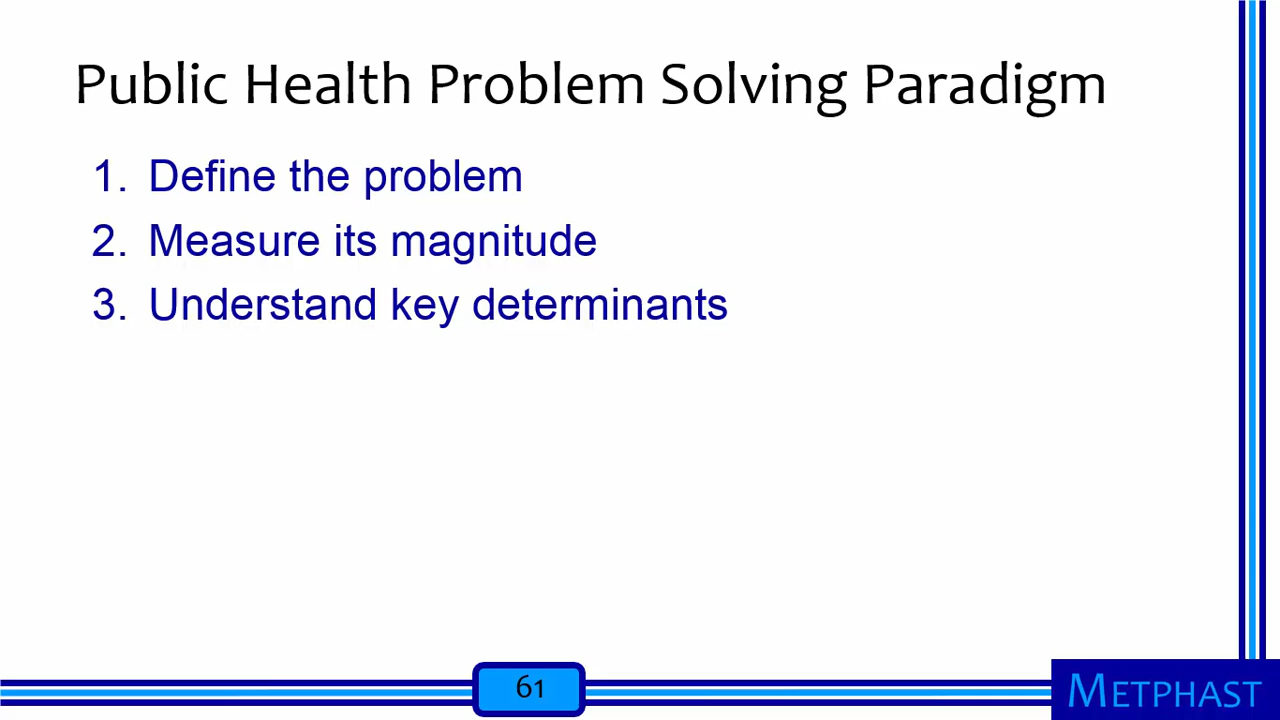 Public Health Problem Solving Paradigm
1. Define the problem
2. Measure its magnitude
3. Understand key determinants
61
METPHAST